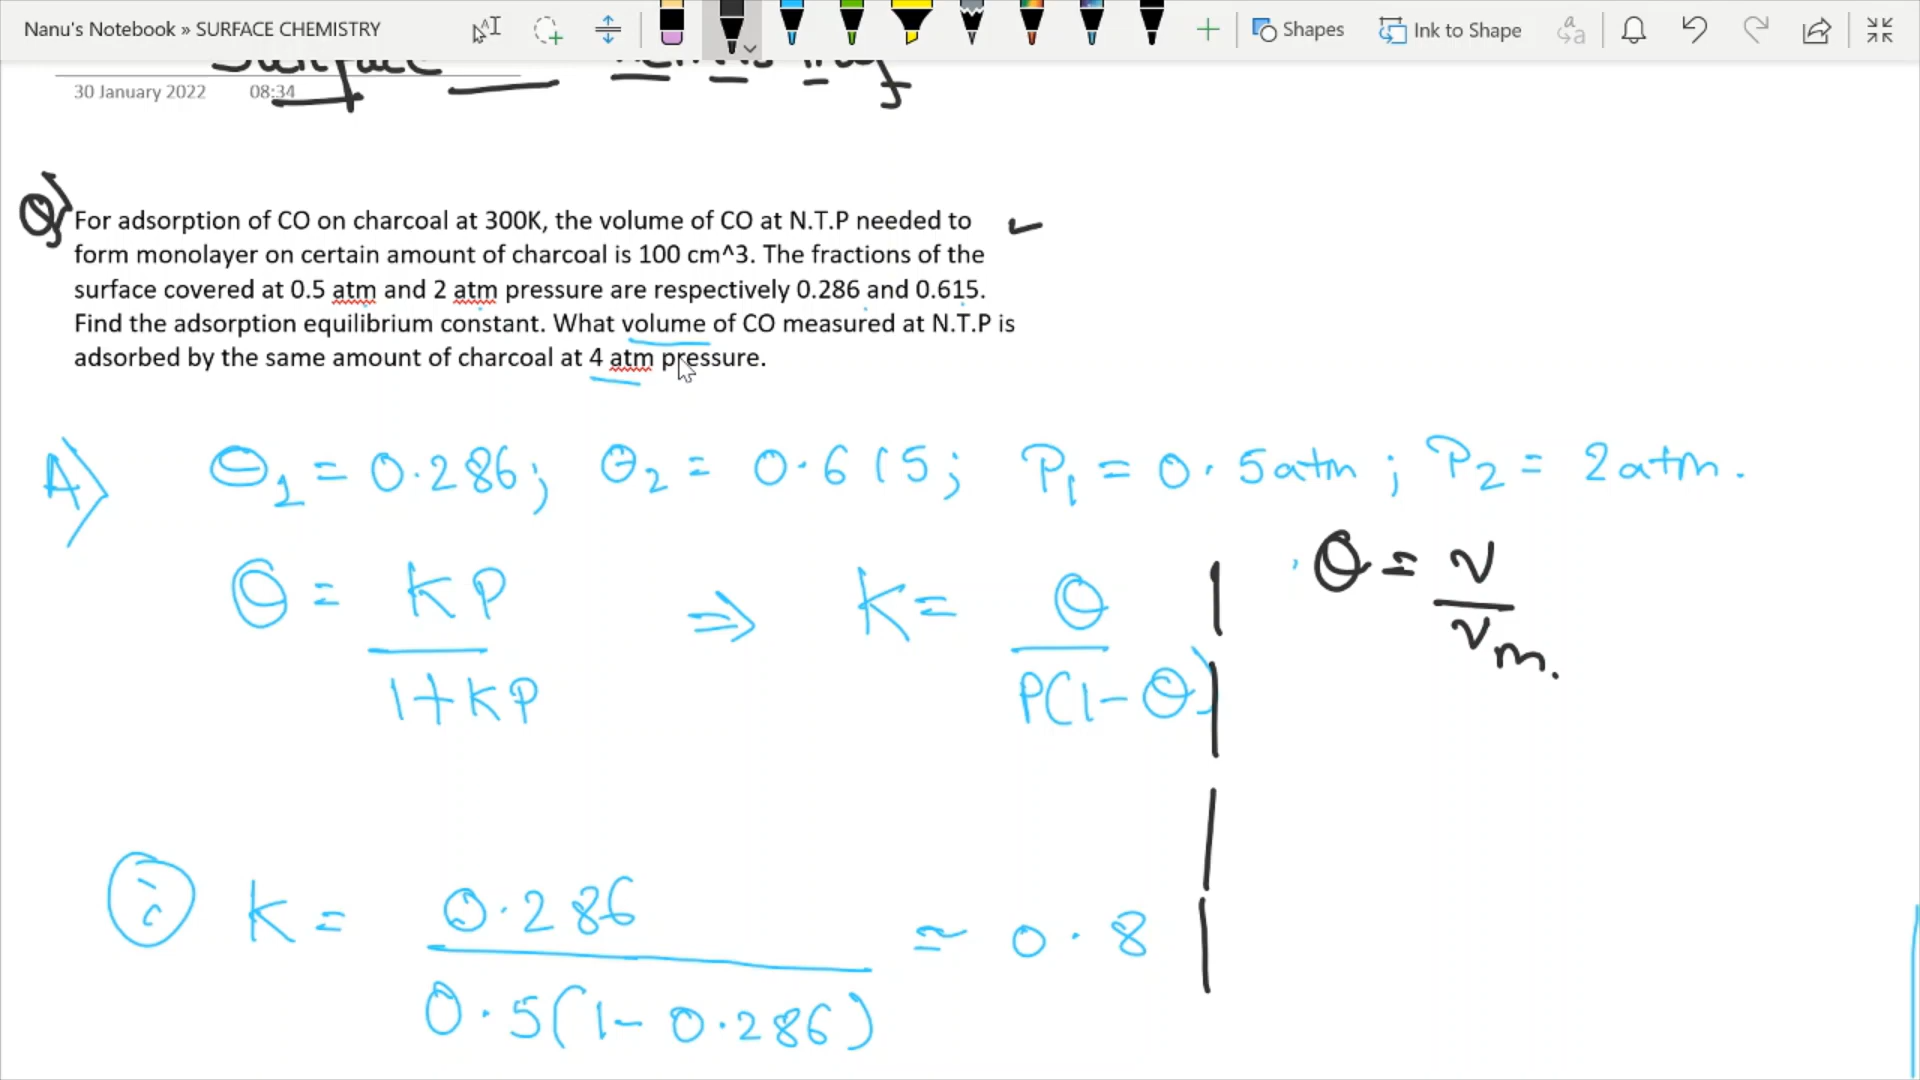 Nanu's Notebook » SURFACE CHEMISTRY
Shapes
Ink to Shape
30 January 2022 08:34
Q)
For adsorption of CO on charcoal at 300K, the volume of CO at N.T.P needed to
form monolayer on certain amount of charcoal is 100 cm^3. The fractions of the
surface covered at 0.5 atm and 2 atm pressure are respectively 0.286 and 0.615.
Find the adsorption equilibrium constant. What volume of CO measured at N.T.P is
adsorbed by the same amount of charcoal at 4 atm pressure.
A) θ1 = 0.286; θ2 = 0.615; P1 = 0.5atm; P2 = 2atm.
θ = KP / 1+KP ⇒ K = θ / P(1-θ)
θ = v / vm.
i K = 0.286 / 0.5(1-0.286) ≃ 0.8